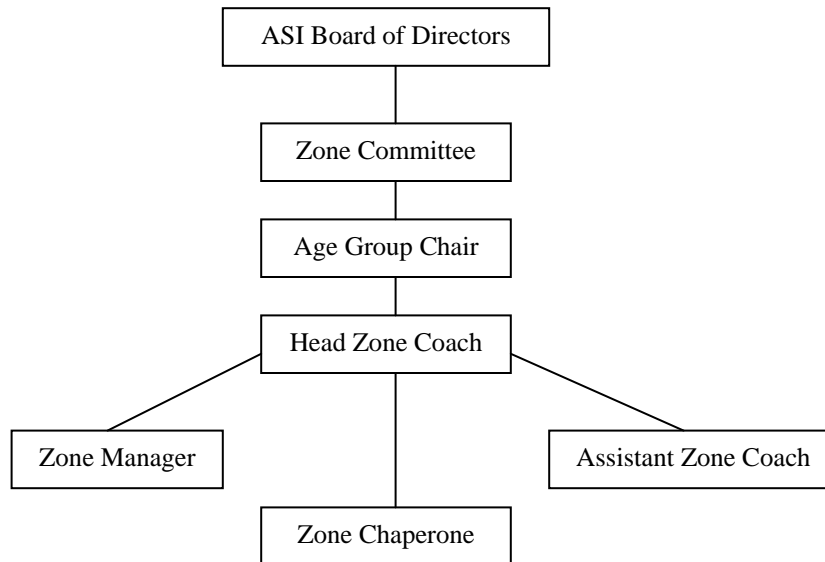 ASI Board of Directors
Zone Committee
Age Group Chair
Head Zone Coach
Zone Manager
Assistant Zone Coach
Zone Chaperone